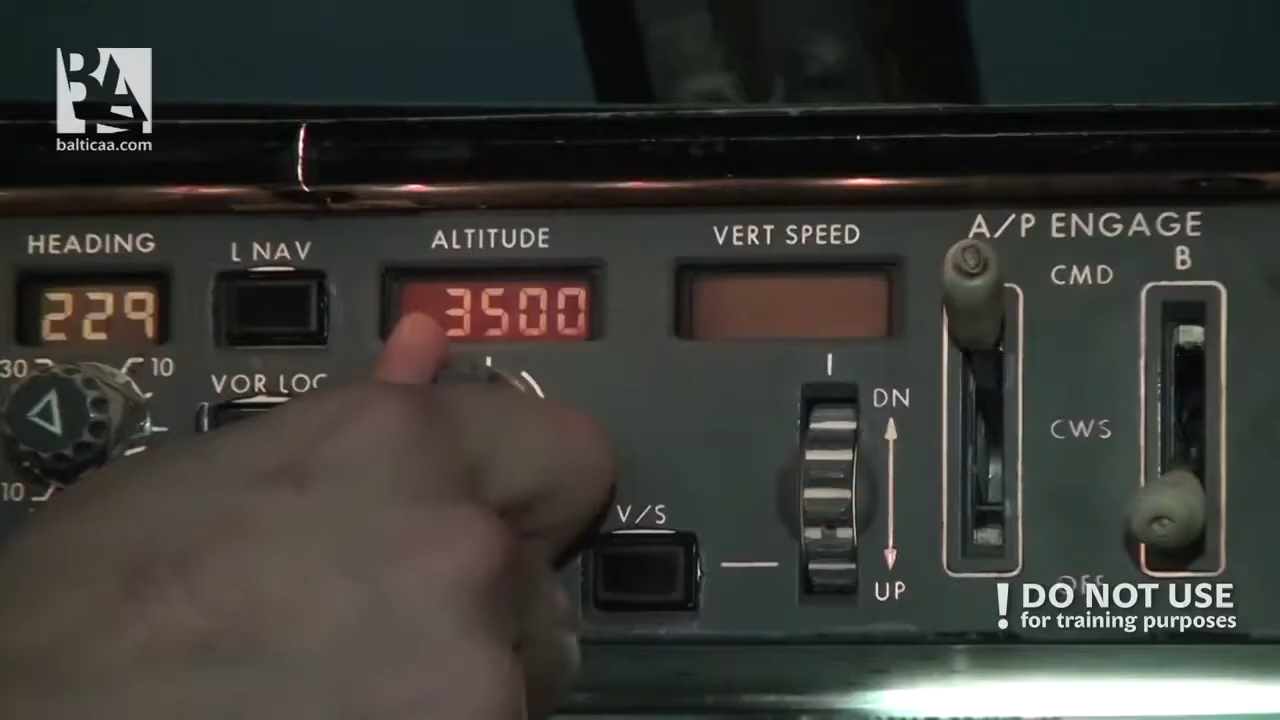 BA
balticaa.com
HEADING
L NAV
ALTITUDE
VERT SPEED
A/P ENGAGE
B
CMD
229
3500
30
10
VOR LOC
DN
CWS
10
V/S
UP
OFF
! DO NOT USE
for training purposes